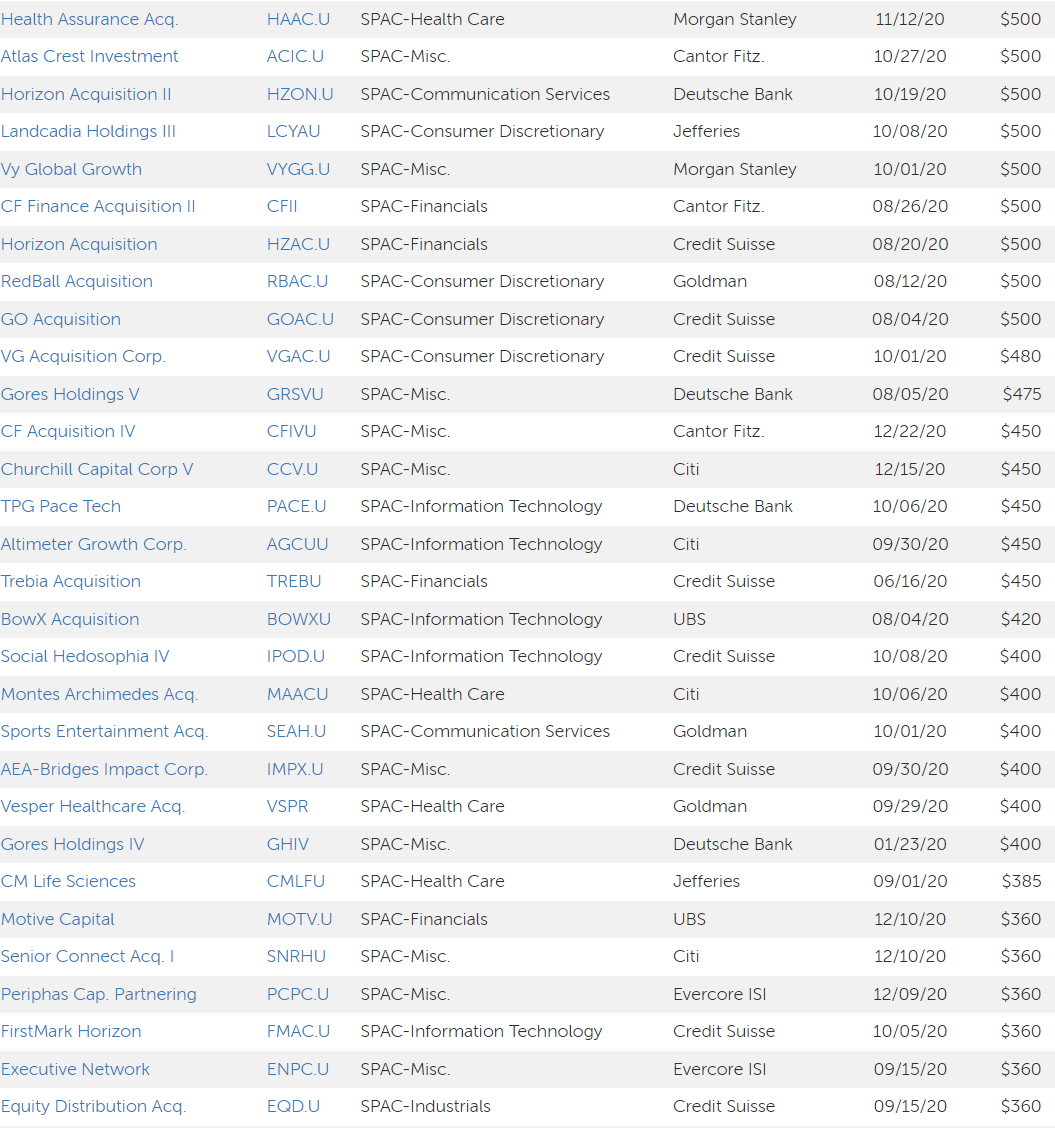 Health Assurance Acq. HAAC.U SPAC-Health Care Morgan Stanley 11/12/20 $500
Atlas Crest Investment ACIC.U SPAC-Misc. Cantor Fitz. 10/27/20 $500
Horizon Acquisition II HZON.U SPAC-Communication Services Deutsche Bank 10/19/20 $500
Landcadia Holdings III LCYAU SPAC-Consumer Discretionary Jefferies 10/08/20 $500
Vy Global Growth VYGG.U SPAC-Misc. Morgan Stanley 10/01/20 $500
CF Finance Acquisition II CFII SPAC-Financials Cantor Fitz. 08/26/20 $500
Horizon Acquisition HZAC.U SPAC-Financials Credit Suisse 08/20/20 $500
RedBall Acquisition RBAC.U SPAC-Consumer Discretionary Goldman 08/12/20 $500
GO Acquisition GOAC.U SPAC-Consumer Discretionary Credit Suisse 08/04/20 $500
VG Acquisition Corp. VGAC.U SPAC-Consumer Discretionary Credit Suisse 10/01/20 $480
Gores Holdings V GRSVU SPAC-Misc. Deutsche Bank 08/05/20 $475
CF Acquisition IV CFIVU SPAC-Misc. Cantor Fitz. 12/22/20 $450
Churchill Capital Corp V CCV.U SPAC-Misc. Citi 12/15/20 $450
TPG Pace Tech PACE.U SPAC-Information Technology Deutsche Bank 10/06/20 $450
Altimeter Growth Corp. AGCUU SPAC-Information Technology Citi 09/30/20 $450
Trebia Acquisition TREBU SPAC-Financials Credit Suisse 06/16/20 $450
BowX Acquisition BOWXU SPAC-Information Technology UBS 08/04/20 $420
Social Hedosophia IV IPOD.U SPAC-Information Technology Credit Suisse 10/08/20 $400
Montes Archimedes Acq. MAACU SPAC-Health Care Citi 10/06/20 $400
Sports Entertainment Acq. SEAH.U SPAC-Communication Services Goldman 10/01/20 $400
AEA-Bridges Impact Corp. IMPX.U SPAC-Misc. Credit Suisse 09/30/20 $400
Vesper Healthcare Acq. VSPR SPAC-Health Care Goldman 09/29/20 $400
Gores Holdings IV GHIV SPAC-Misc. Deutsche Bank 01/23/20 $400
CM Life Sciences CMLFU SPAC-Health Care Jefferies 09/01/20 $385
Motive Capital MOTV.U SPAC-Financials UBS 12/10/20 $360
Senior Connect Acq. I SNRHU SPAC-Misc. Citi 12/10/20 $360
Periphas Cap. Partnering PCPC.U SPAC-Misc. Evercore ISI 12/09/20 $360
FirstMark Horizon FMAC.U SPAC-Information Technology Credit Suisse 10/05/20 $360
Executive Network ENPC.U SPAC-Misc. Evercore ISI 09/15/20 $360
Equity Distribution Acq. EQD.U SPAC-Industrials Credit Suisse 09/15/20 $360